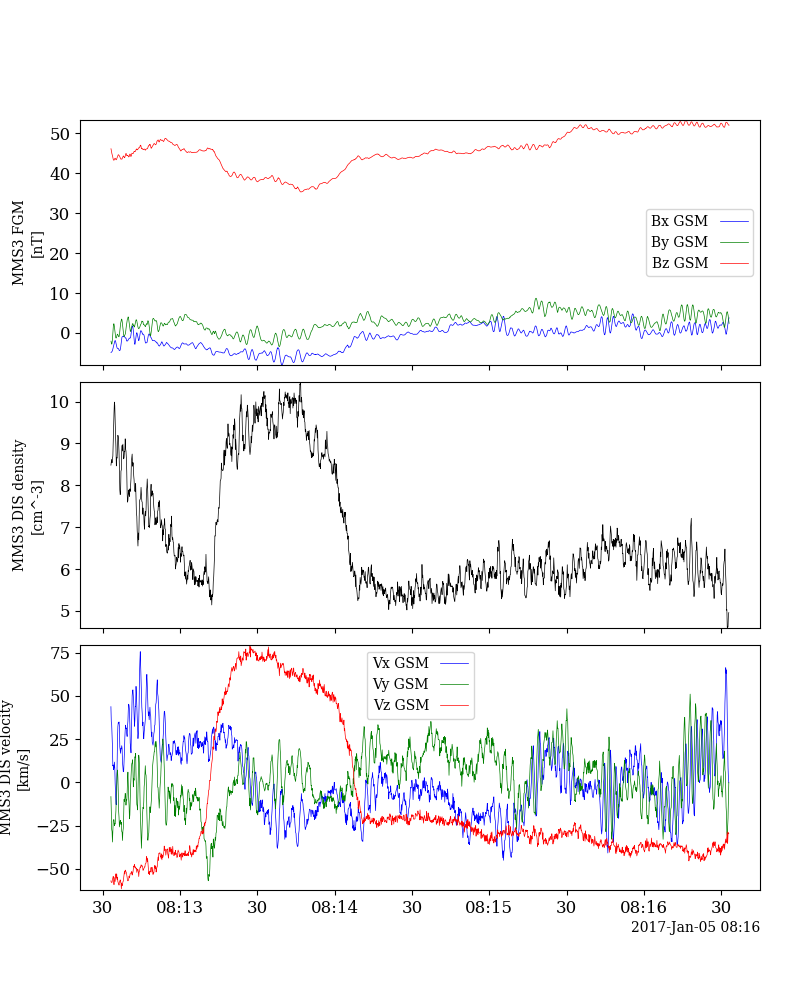 50
40
30
20
10
0
MMS3 FGM
[nT]
Bx GSM
By GSM
Bz GSM
10
9
8
7
6
5
MMS3 DIS density
[cm^-3]
75
50
25
0
−25
−50
MMS3 DIS velocity
[km/s]
Vx GSM
Vy GSM
Vz GSM
30 08:13 30 08:14 30 08:15 30 08:16 30
2017-Jan-05 08:16